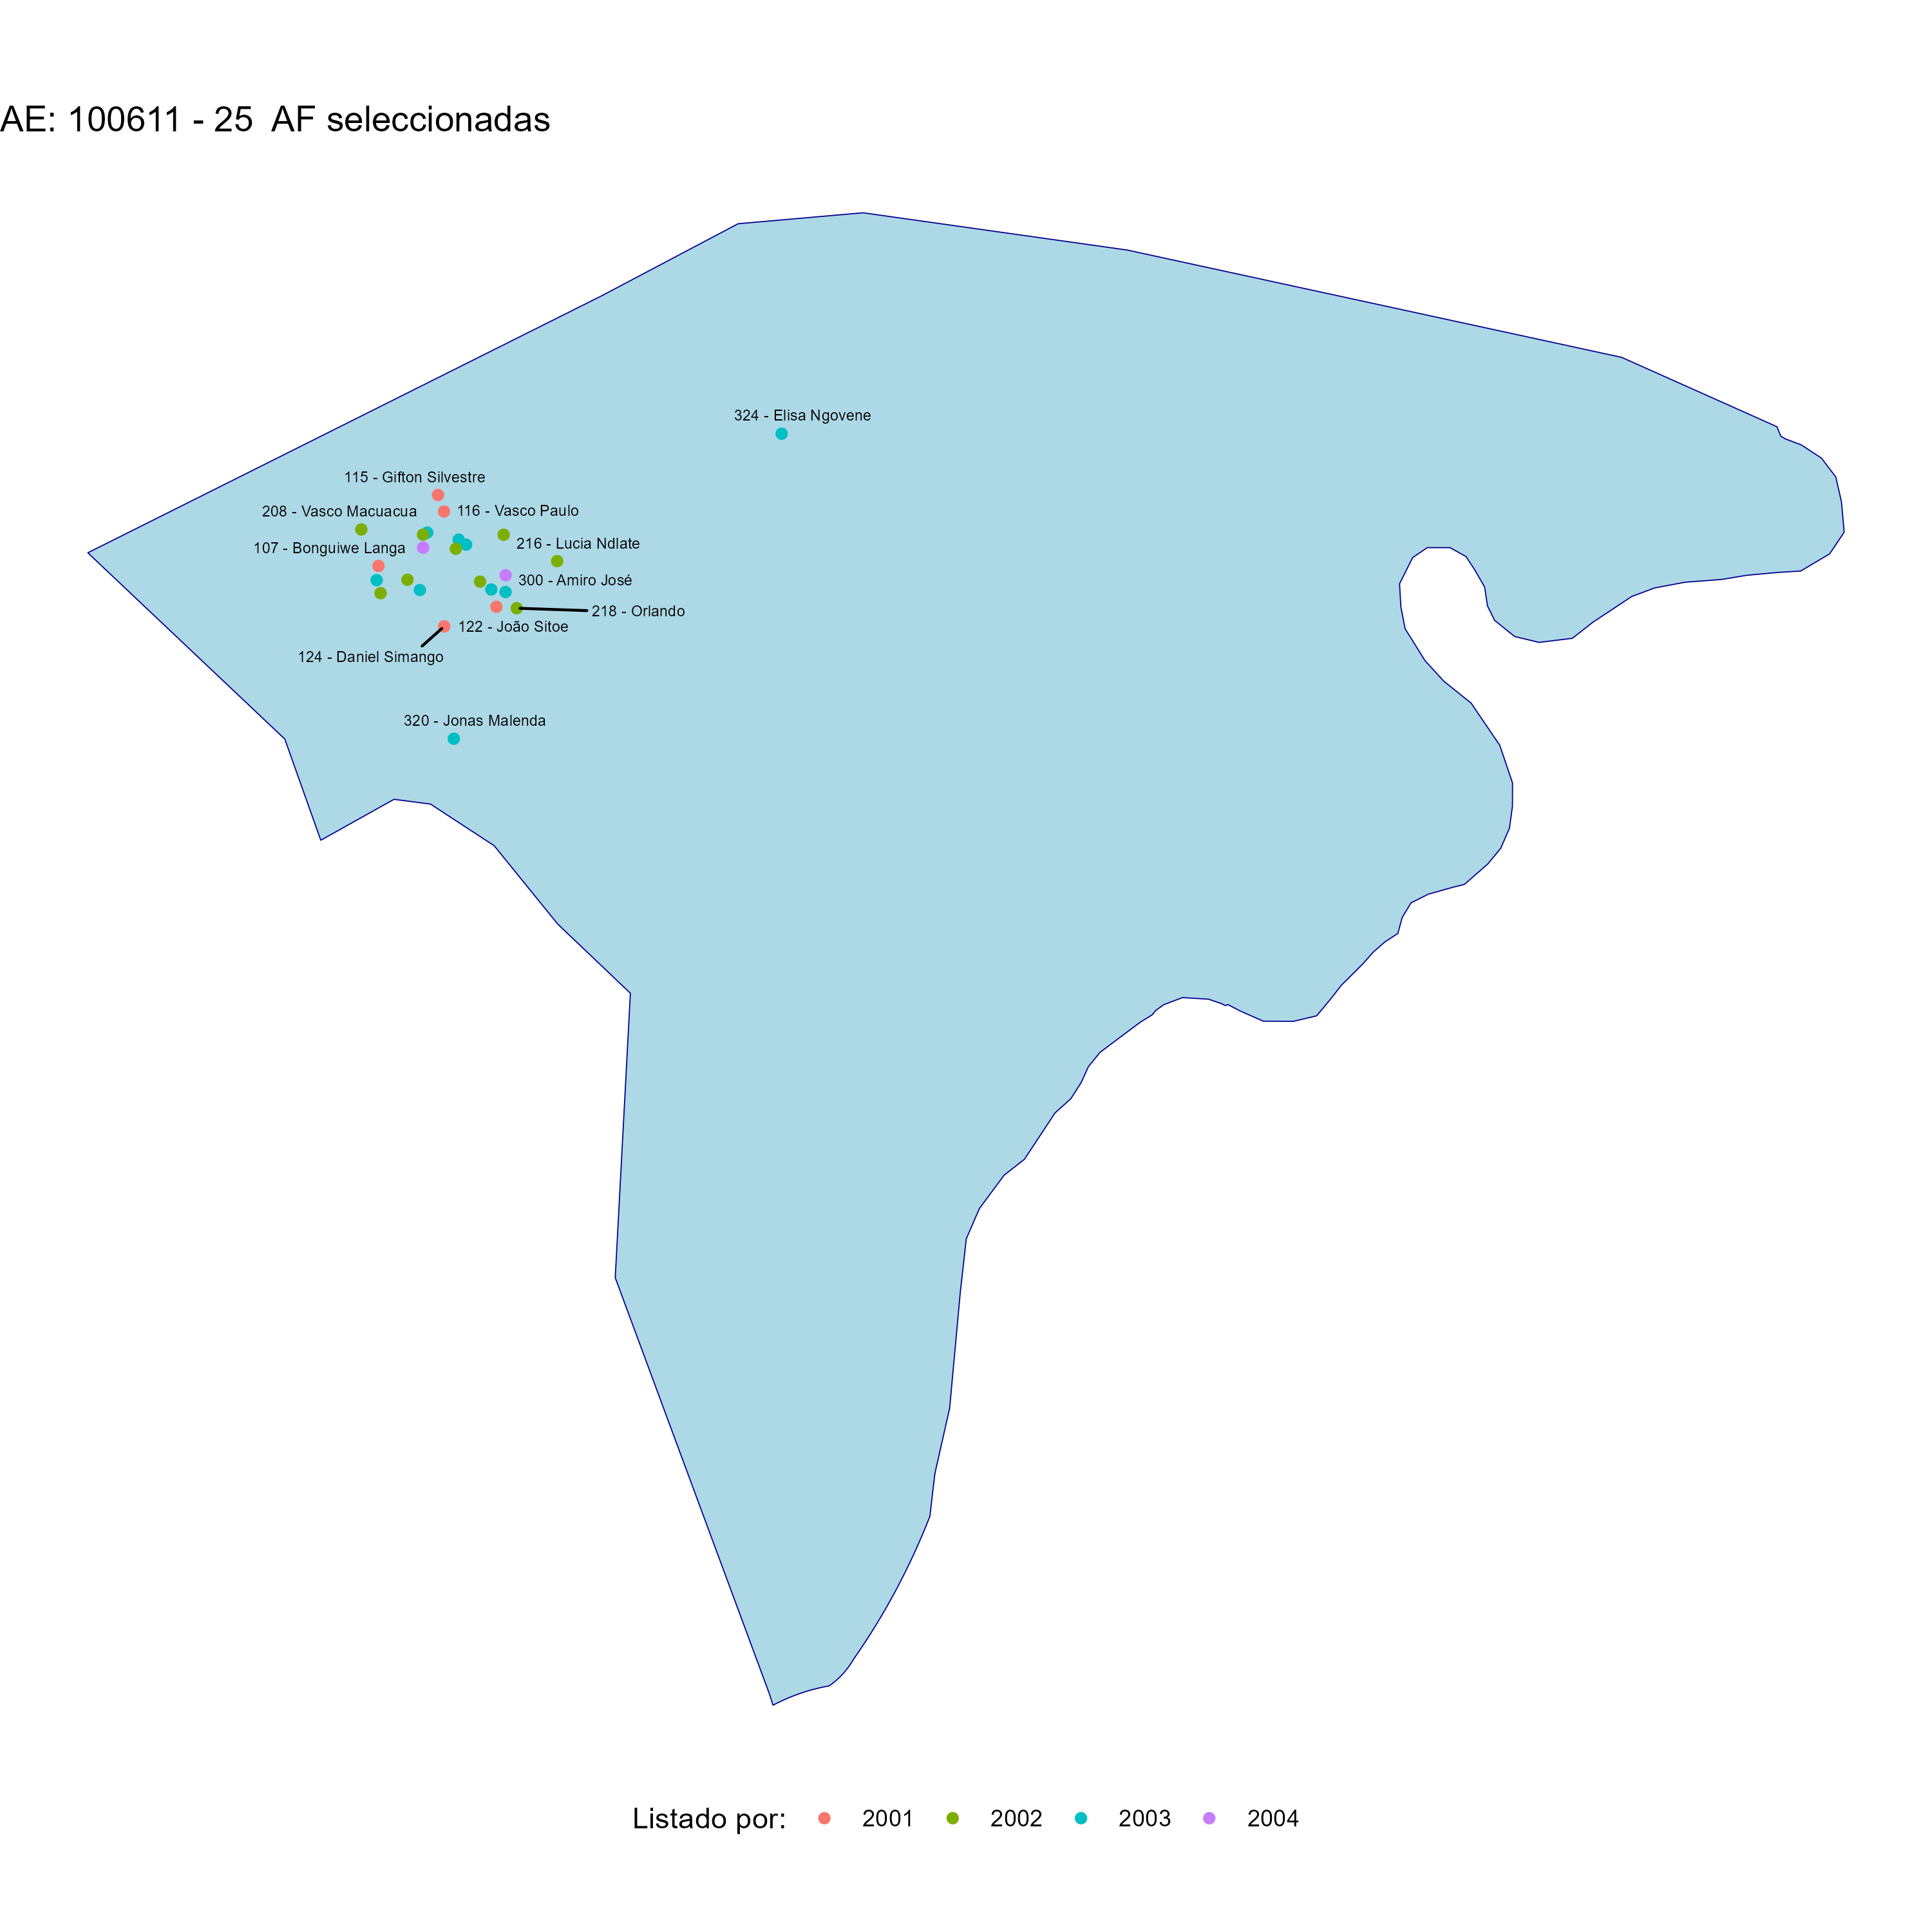 AE: 100611 - 25  AF seleccionadas
324 - Elisa Ngovene
115 - Gifton Silvestre
208 - Vasco Macuacua
116 - Vasco Paulo
216 - Lucia Ndlate
107 - Bonguiwe Langa
300 - Amiro José
218 - Orlando
122 - João Sitoe
124 - Daniel Simango
320 - Jonas Malenda
Listado por: 2001 2002 2003 2004